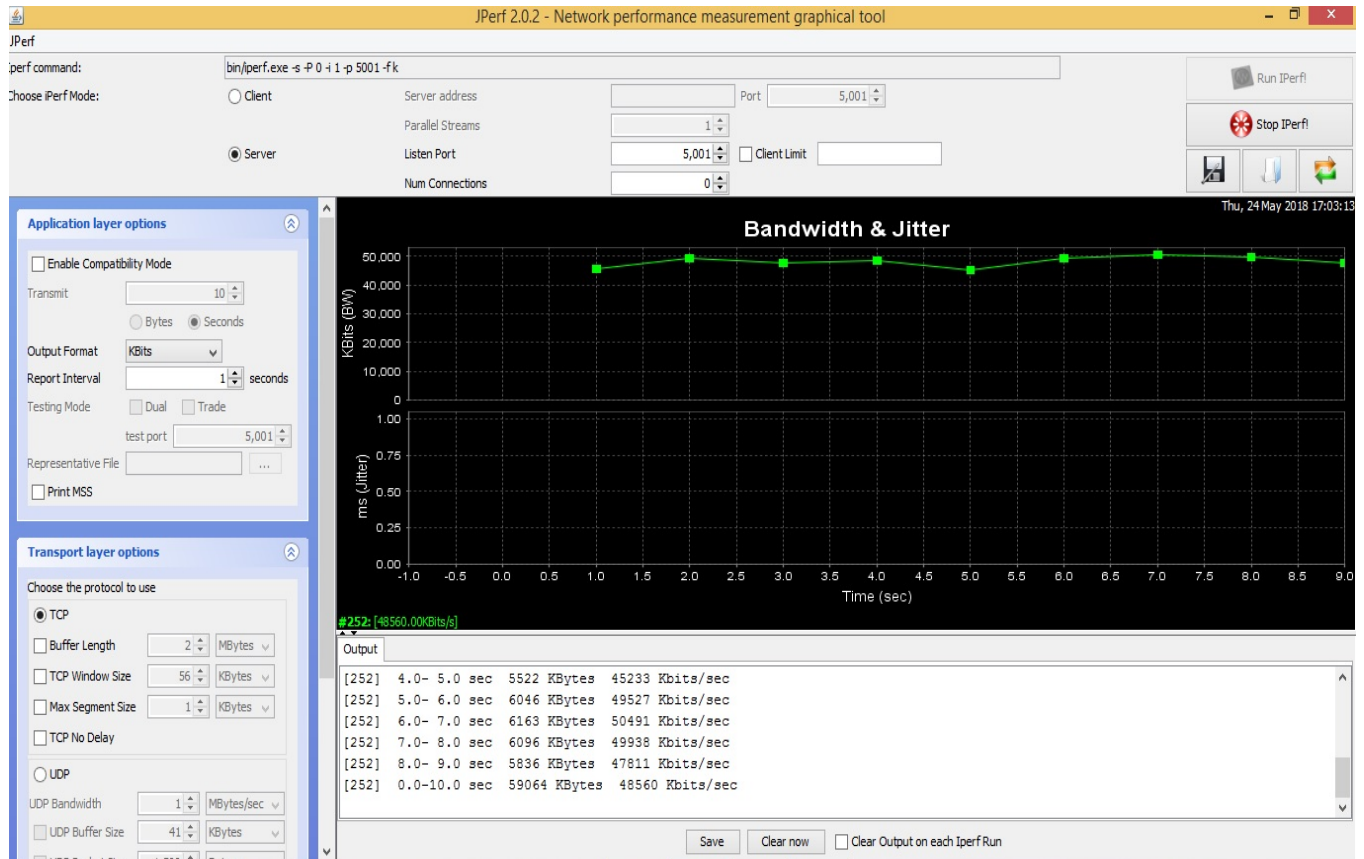 JPerf 2.0.2 - Network performance measurement graphical tool
JPerf
Iperf command: bin/iperf.exe -s -P 0 -i 1 -p 5001 -f k
Choose iPerf Mode: Client Server address Port 5,001
Parallel Streams 1
Server Listen Port 5,001 Client Limit
Num Connections 0
Run IPerf!
Stop IPerf!
Application layer options
Enable Compatibility Mode
Transmit 10
Bytes Seconds
Output Format KBits
Report Interval 1 seconds
Testing Mode Dual Trade
test port 5,001
Representative File ...
Print MSS
Transport layer options
Choose the protocol to use
TCP
Buffer Length 2 MBytes
TCP Window Size 56 KBytes
Max Segment Size 1 KBytes
TCP No Delay
UDP
UDP Bandwidth 1 MBytes/sec
UDP Buffer Size 41 KBytes
Thu, 24 May 2018 17:03:13
Bandwidth & Jitter
KBits (BW)
50,000
40,000
30,000
20,000
10,000
0
ms (Jitter)
1.00
0.75
0.50
0.25
0.00
-1.0 -0.5 0.0 0.5 1.0 1.5 2.0 2.5 3.0 3.5 4.0 4.5 5.0 5.5 6.0 6.5 7.0 7.5 8.0 8.5 9.0
Time (sec)
#252: [48560.00KBits/s]
Output
[252] 4.0- 5.0 sec 5522 KBytes 45233 Kbits/sec
[252] 5.0- 6.0 sec 6046 KBytes 49527 Kbits/sec
[252] 6.0- 7.0 sec 6163 KBytes 50491 Kbits/sec
[252] 7.0- 8.0 sec 6096 KBytes 49938 Kbits/sec
[252] 8.0- 9.0 sec 5836 KBytes 47811 Kbits/sec
[252] 0.0-10.0 sec 59064 KBytes 48560 Kbits/sec
Save Clear now Clear Output on each Iperf Run